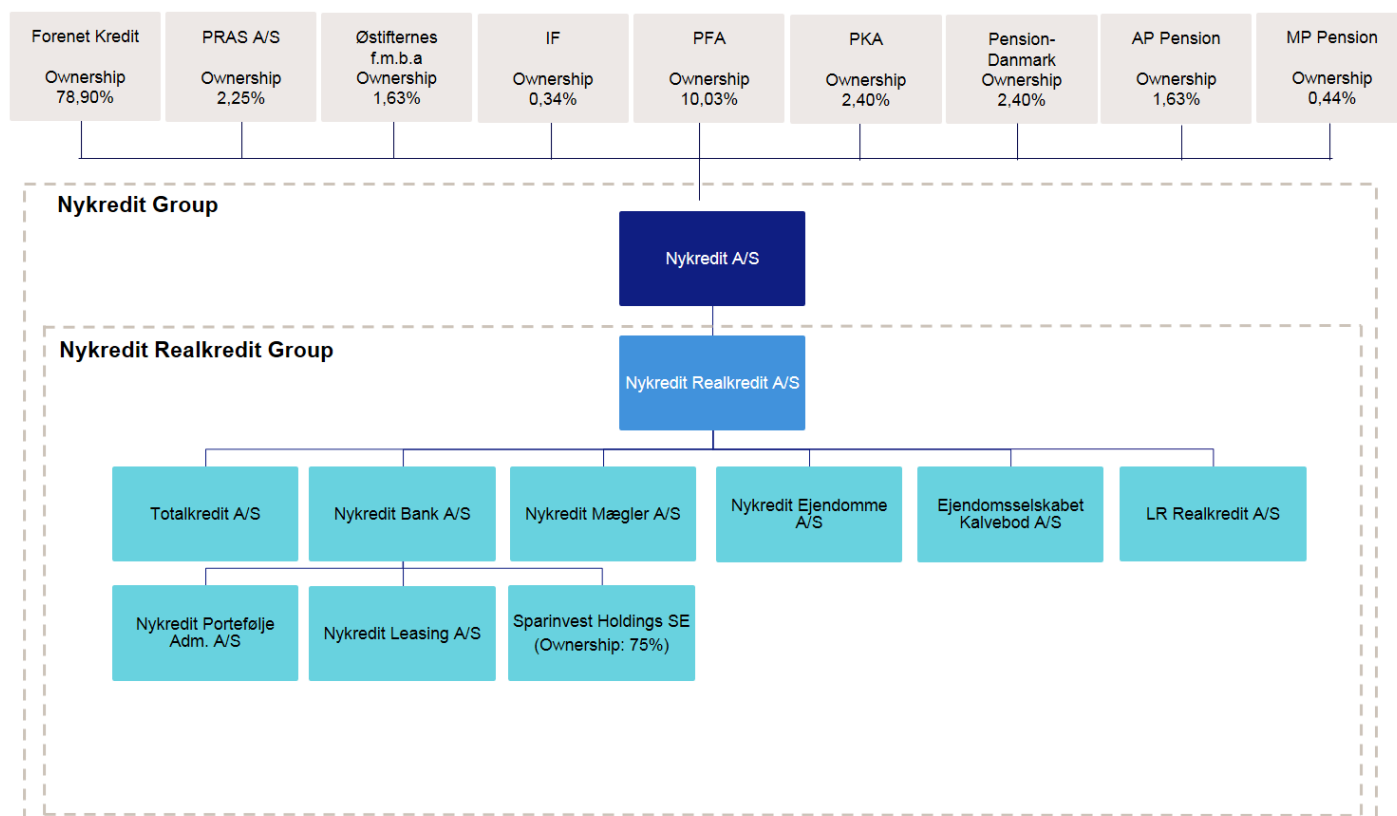 Forenet Kredit
Ownership
78,90%
PRAS A/S
Ownership
2,25%
Østifternes
f.m.b.a
Ownership
1,63%
IF
Ownership
0,34%
PFA
Ownership
10,03%
PKA
Ownership
2,40%
Pension-
Danmark
Ownership
2,40%
AP Pension
Ownership
1,63%
MP Pension
Ownership
0,44%
Nykredit Group
Nykredit A/S
Nykredit Realkredit Group
Nykredit Realkredit A/S
Totalkredit A/S
Nykredit Bank A/S
Nykredit Mægler A/S
Nykredit Ejendomme
A/S
Ejendomsselskabet
Kalvebod A/S
LR Realkredit A/S
Nykredit Portefølje
Adm. A/S
Nykredit Leasing A/S
Sparinvest Holdings SE
(Ownership: 75%)